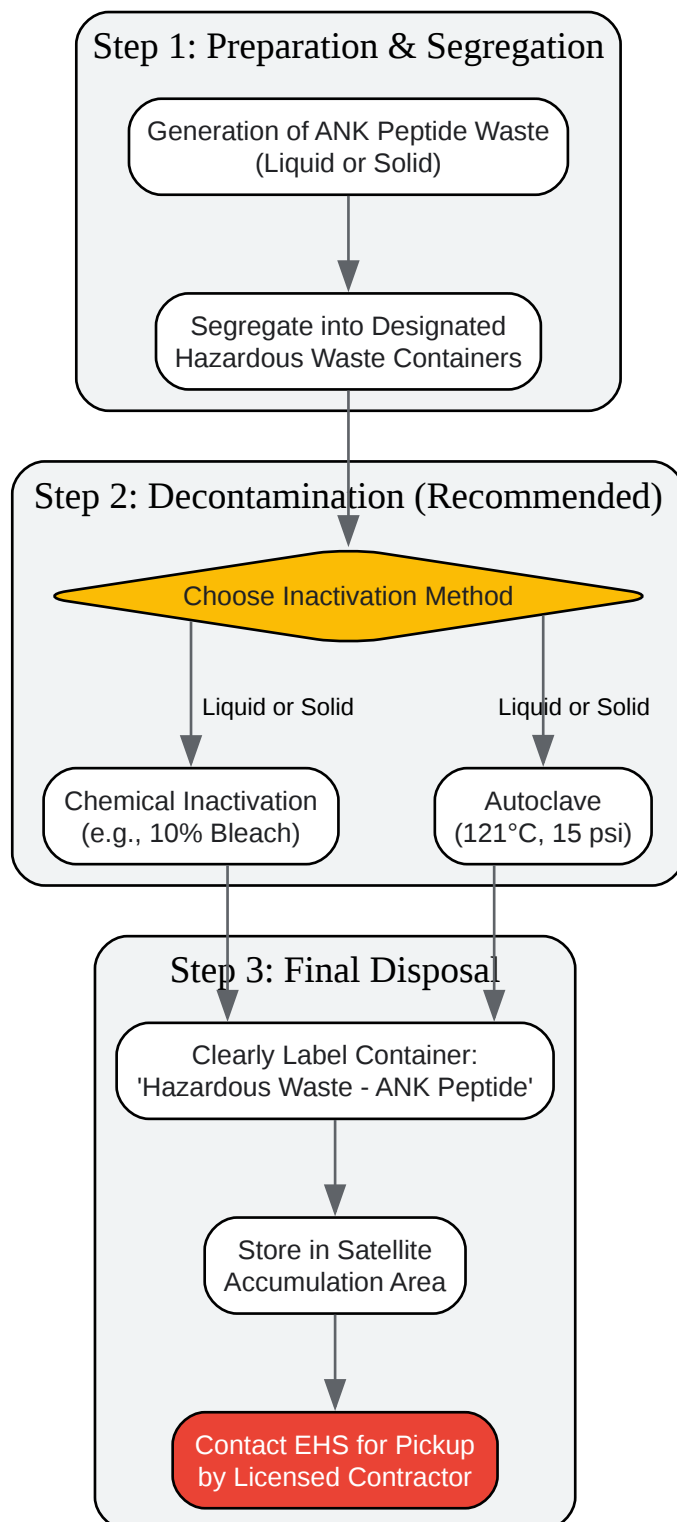 Step 1: Preparation & Segregation
Generation of ANK Peptide Waste
(Liquid or Solid)
Segregate into Designated
Hazardous Waste Containers
Step 2: Decontamination (Recommended)
Choose Inactivation Method
Liquid or Solid
Liquid or Solid
Chemical Inactivation
(e.g., 10% Bleach)
Autoclave
(121°C, 15 psi)
Step 3: Final Disposal
Clearly Label Container:
'Hazardous Waste - ANK Peptide'
Store in Satellite
Accumulation Area
Contact EHS for Pickup
by Licensed Contractor